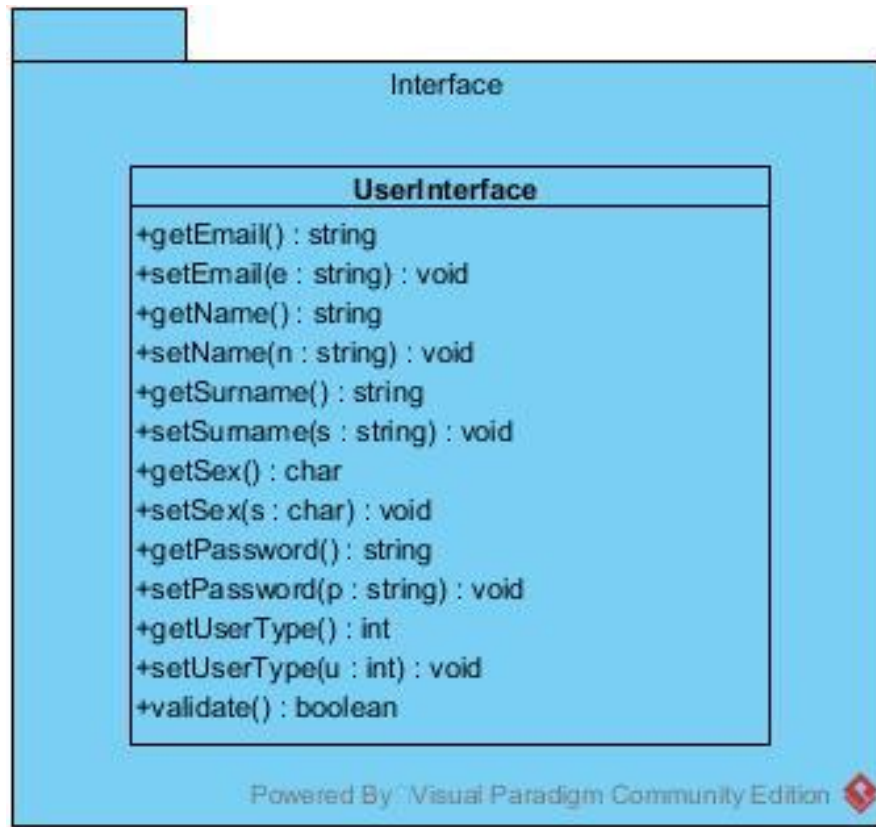 Interface
UserInterface
+getEmail() : string
+setEmail(e : string) : void
+getName() : string
+setName(n : string) : void
+getSurname() : string
+setSurname(s : string) : void
+getSex() : char
+setSex(s : char) : void
+getPassword() : string
+setPassword(p : string) : void
+getUserType() : int
+setUserType(u : int) : void
+validate() : boolean
Powered By Visual Paradigm Community Edition